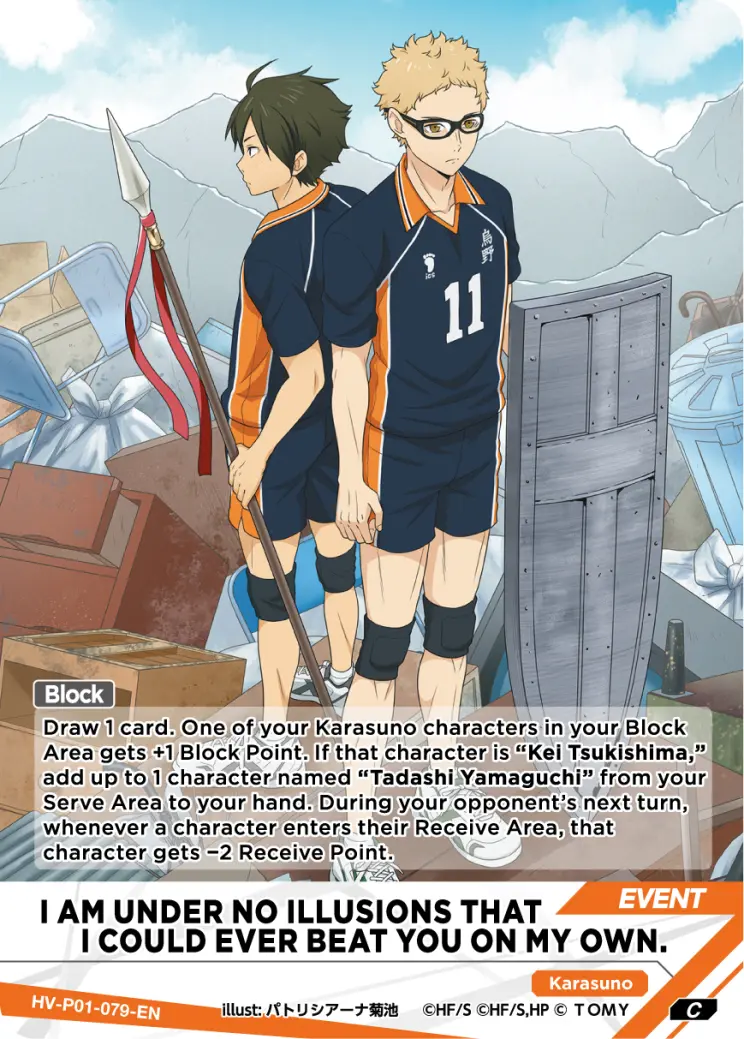 烏野
ics
11
Block
Draw 1 card. One of your Karasuno characters in your Block
Area gets +1 Block Point. If that character is “Kei Tsukishima,”
add up to 1 character named “Tadashi Yamaguchi” from your
Serve Area to your hand. During your opponent’s next turn,
whenever a character enters their Receive Area, that
character gets −2 Receive Point.
EVENT
I AM UNDER NO ILLUSIONS THAT
I COULD EVER BEAT YOU ON MY OWN.
Karasuno
HV-P01-079-EN
illust: パトリシアーナ菊池 ©HF/S ©HF/S,HP © TOMY
C